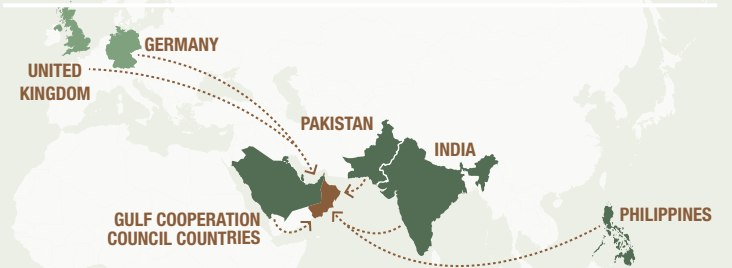 GERMANY
UNITED
KINGDOM
PAKISTAN
INDIA
GULF COOPERATION
COUNCIL COUNTRIES
PHILIPPINES